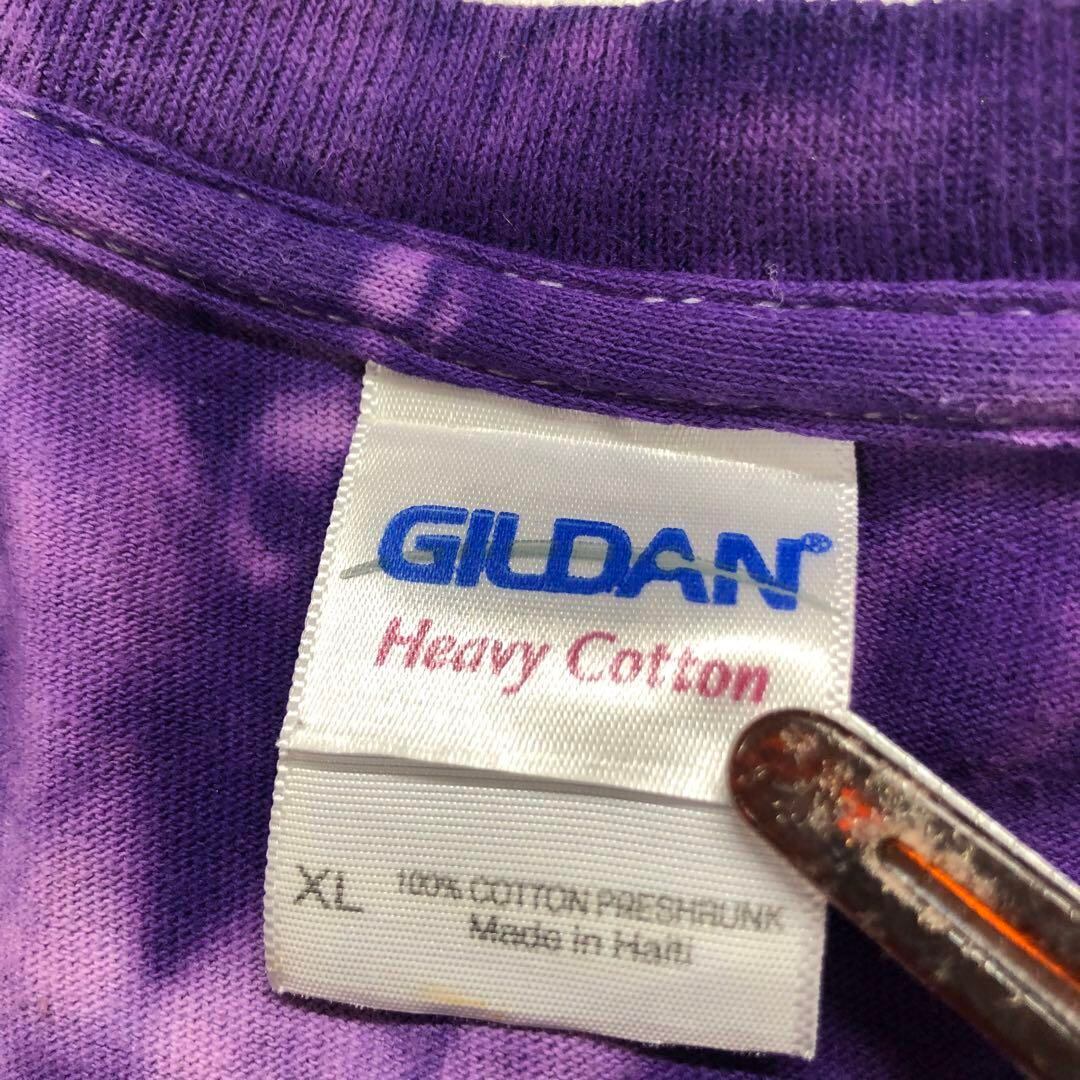 GILDAN®
Heavy Cotton
XL 100% COTTON PRESHRUNK
Made in Haiti